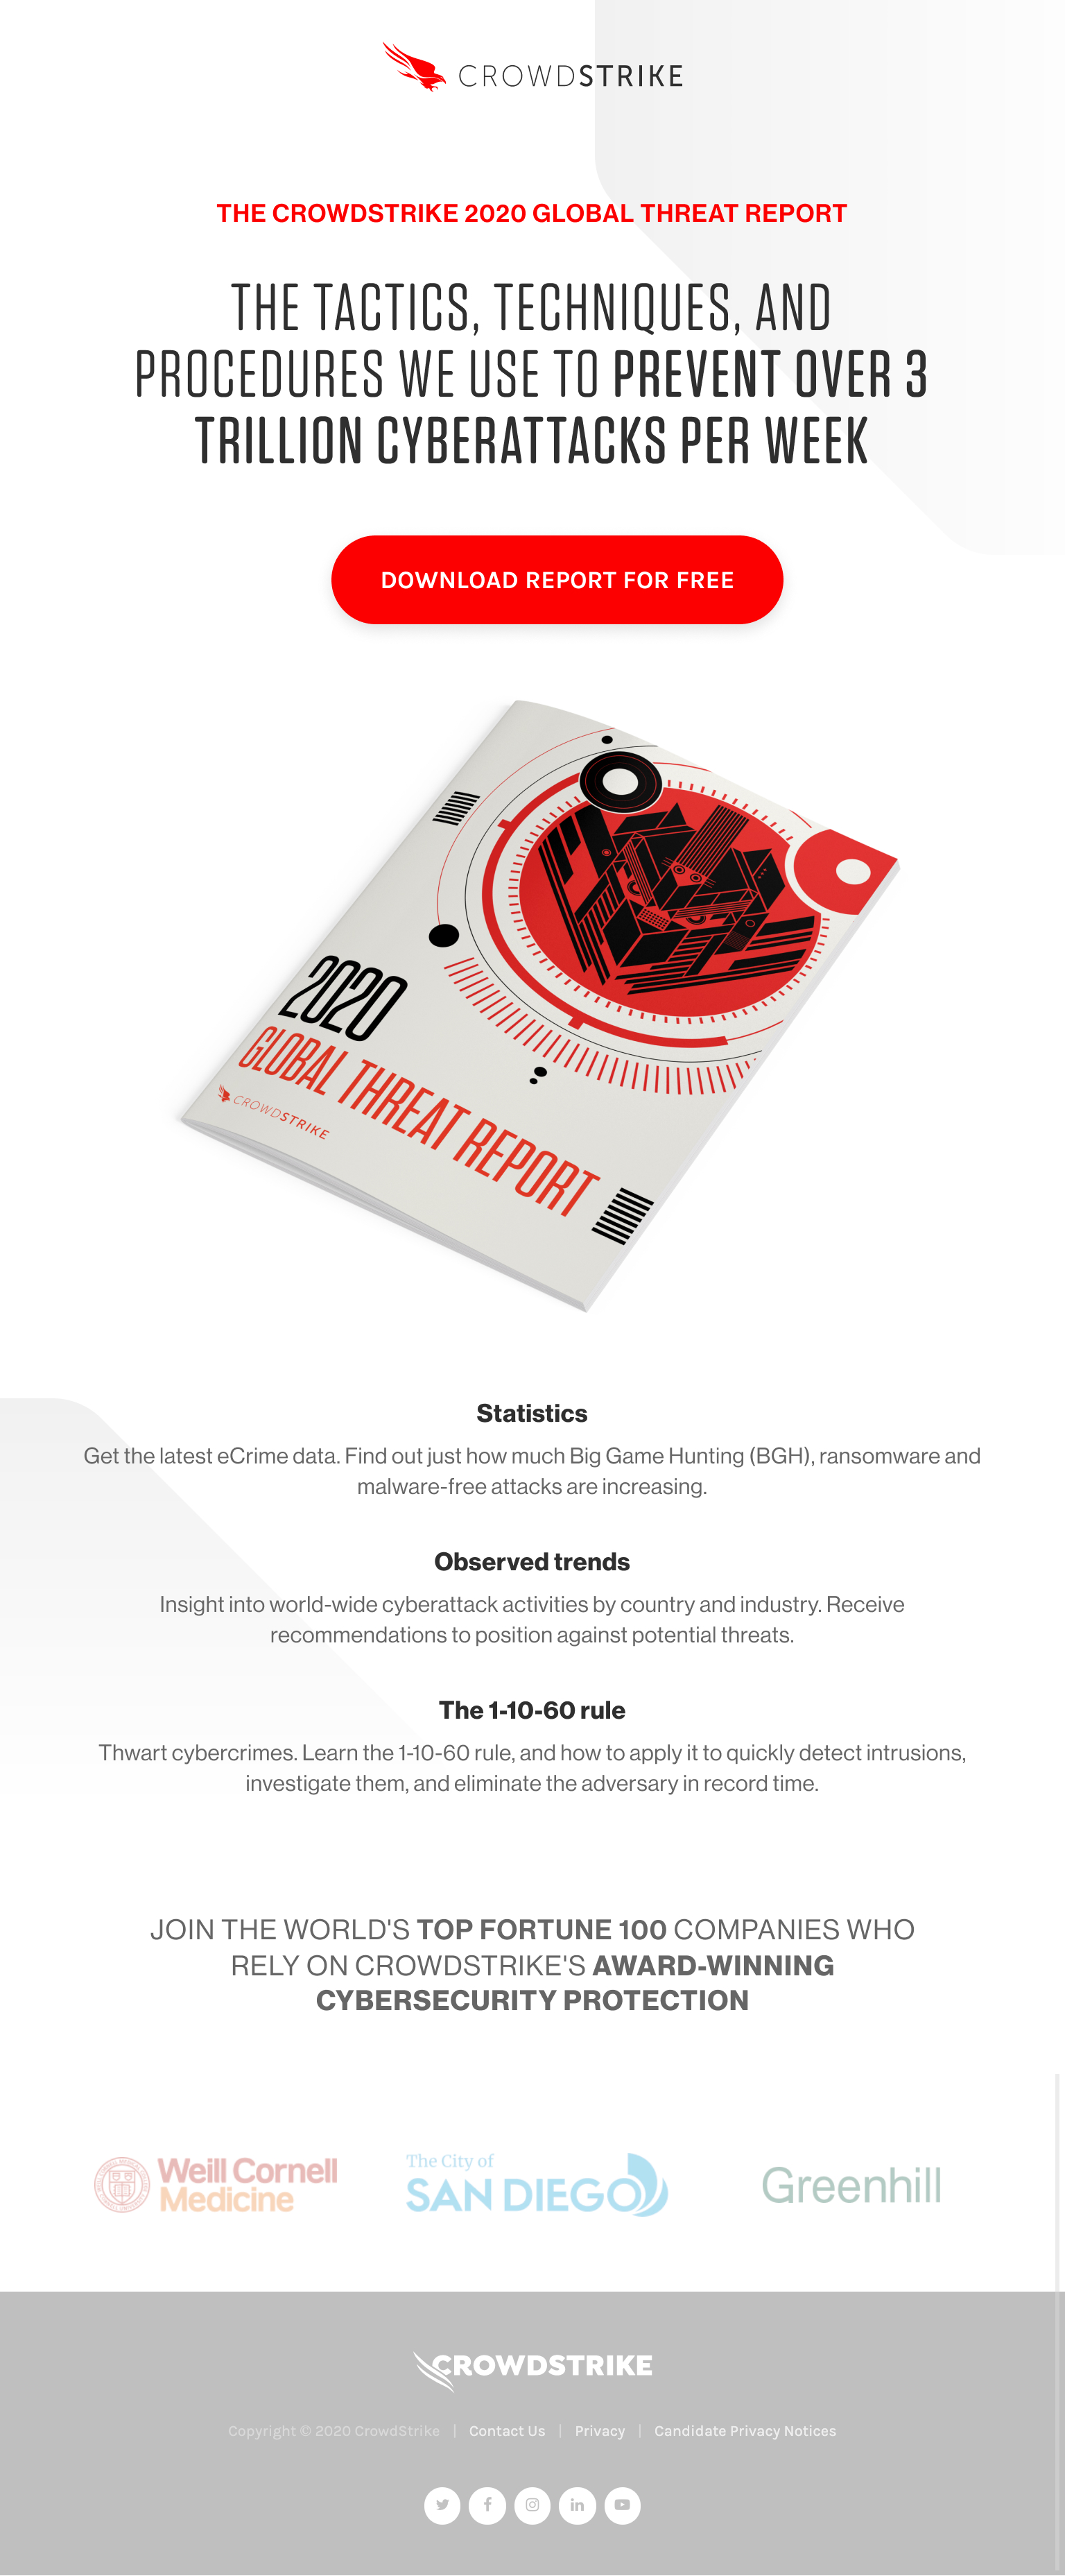 CROWDSTRIKE
THE CROWDSTRIKE 2020 GLOBAL THREAT REPORT
THE TACTICS, TECHNIQUES, AND
PROCEDURES WE USE TO PREVENT OVER 3
TRILLION CYBERATTACKS PER WEEK
DOWNLOAD REPORT FOR FREE
2020
GLOBAL THREAT REPORT
CROWDSTRIKE
Statistics
Get the latest eCrime data. Find out just how much Big Game Hunting (BGH), ransomware and
malware-free attacks are increasing.
Observed trends
Insight into world-wide cyberattack activities by country and industry. Receive
recommendations to position against potential threats.
The 1-10-60 rule
Thwart cybercrimes. Learn the 1-10-60 rule, and how to apply it to quickly detect intrusions,
investigate them, and eliminate the adversary in record time.
JOIN THE WORLD'S TOP FORTUNE 100 COMPANIES WHO
RELY ON CROWDSTRIKE'S AWARD-WINNING
CYBERSECURITY PROTECTION
Weill Cornell
Medicine
The City of
SAN DIEGO
Greenhill
CROWDSTRIKE
Copyright © 2020 CrowdStrike | Contact Us | Privacy | Candidate Privacy Notices